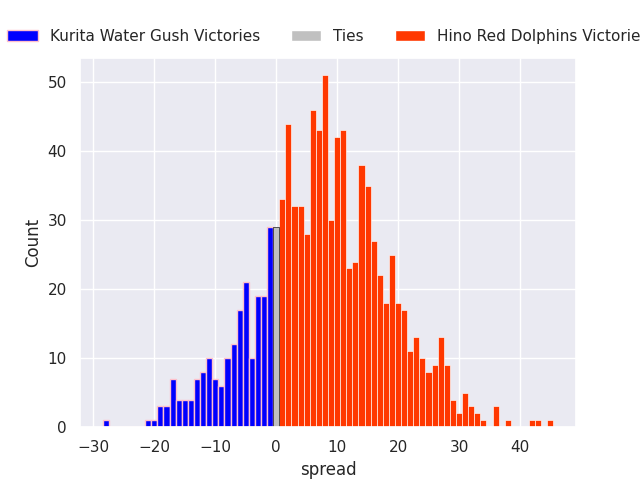 Kurita Water Gush Victories Ties Hino Red Dolphins Victorie
50
40
30
20
10
0
Count
−30 −20 −10 0 10 20 30 40
spread